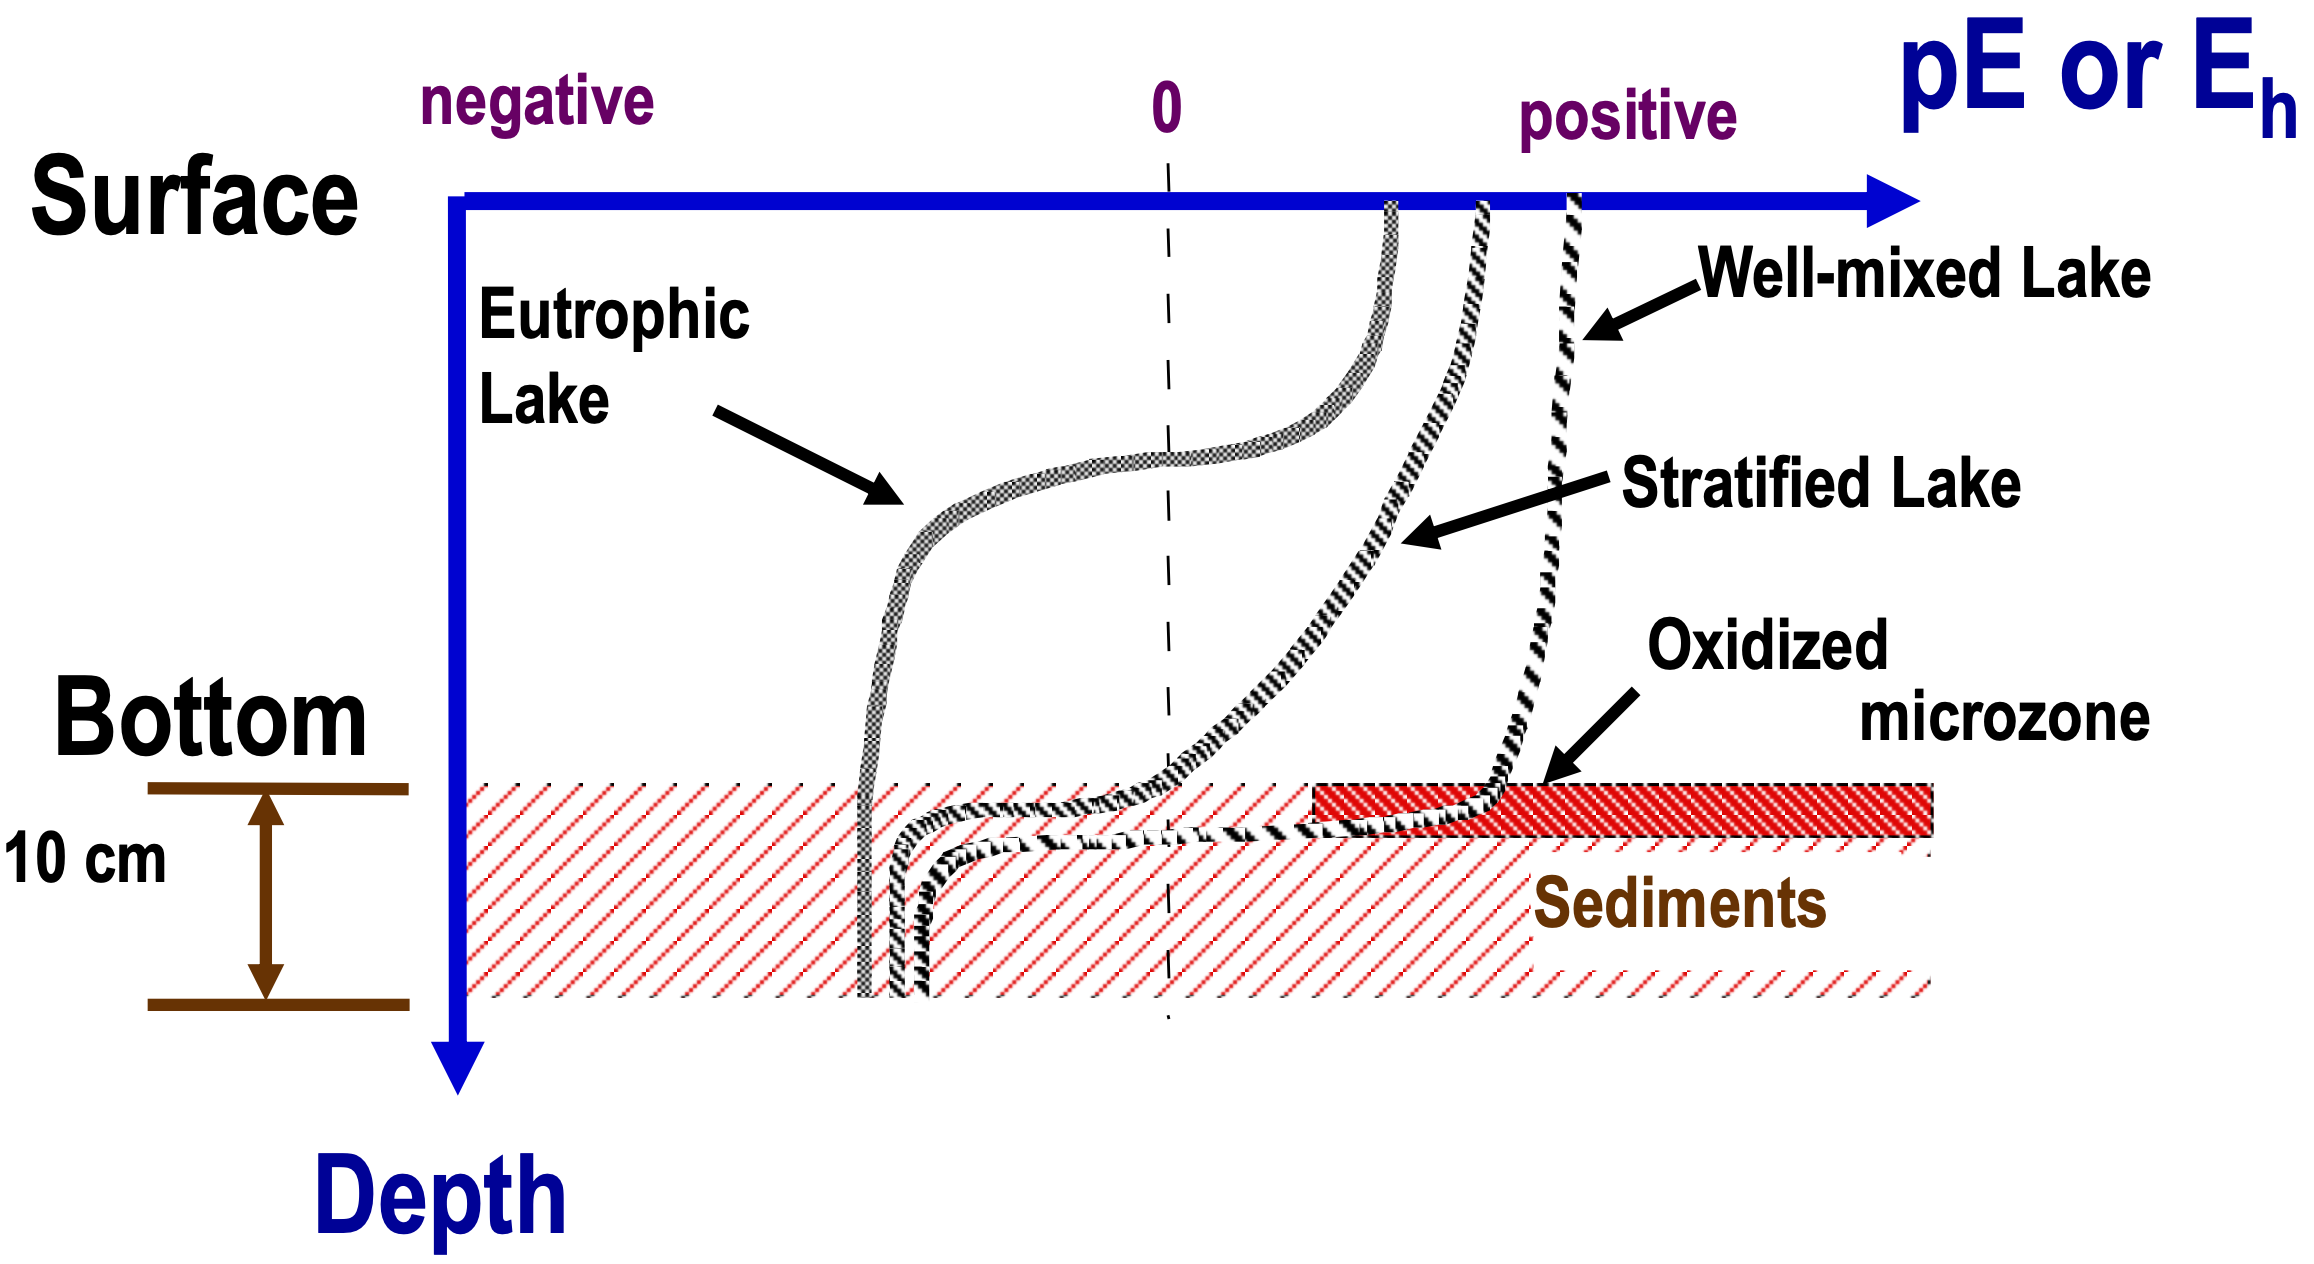 pE or Eh
negative
0
positive
Surface
Well-mixed Lake
Eutrophic
Lake
Stratified Lake
Oxidized
microzone
Bottom
10 cm
Sediments
Depth